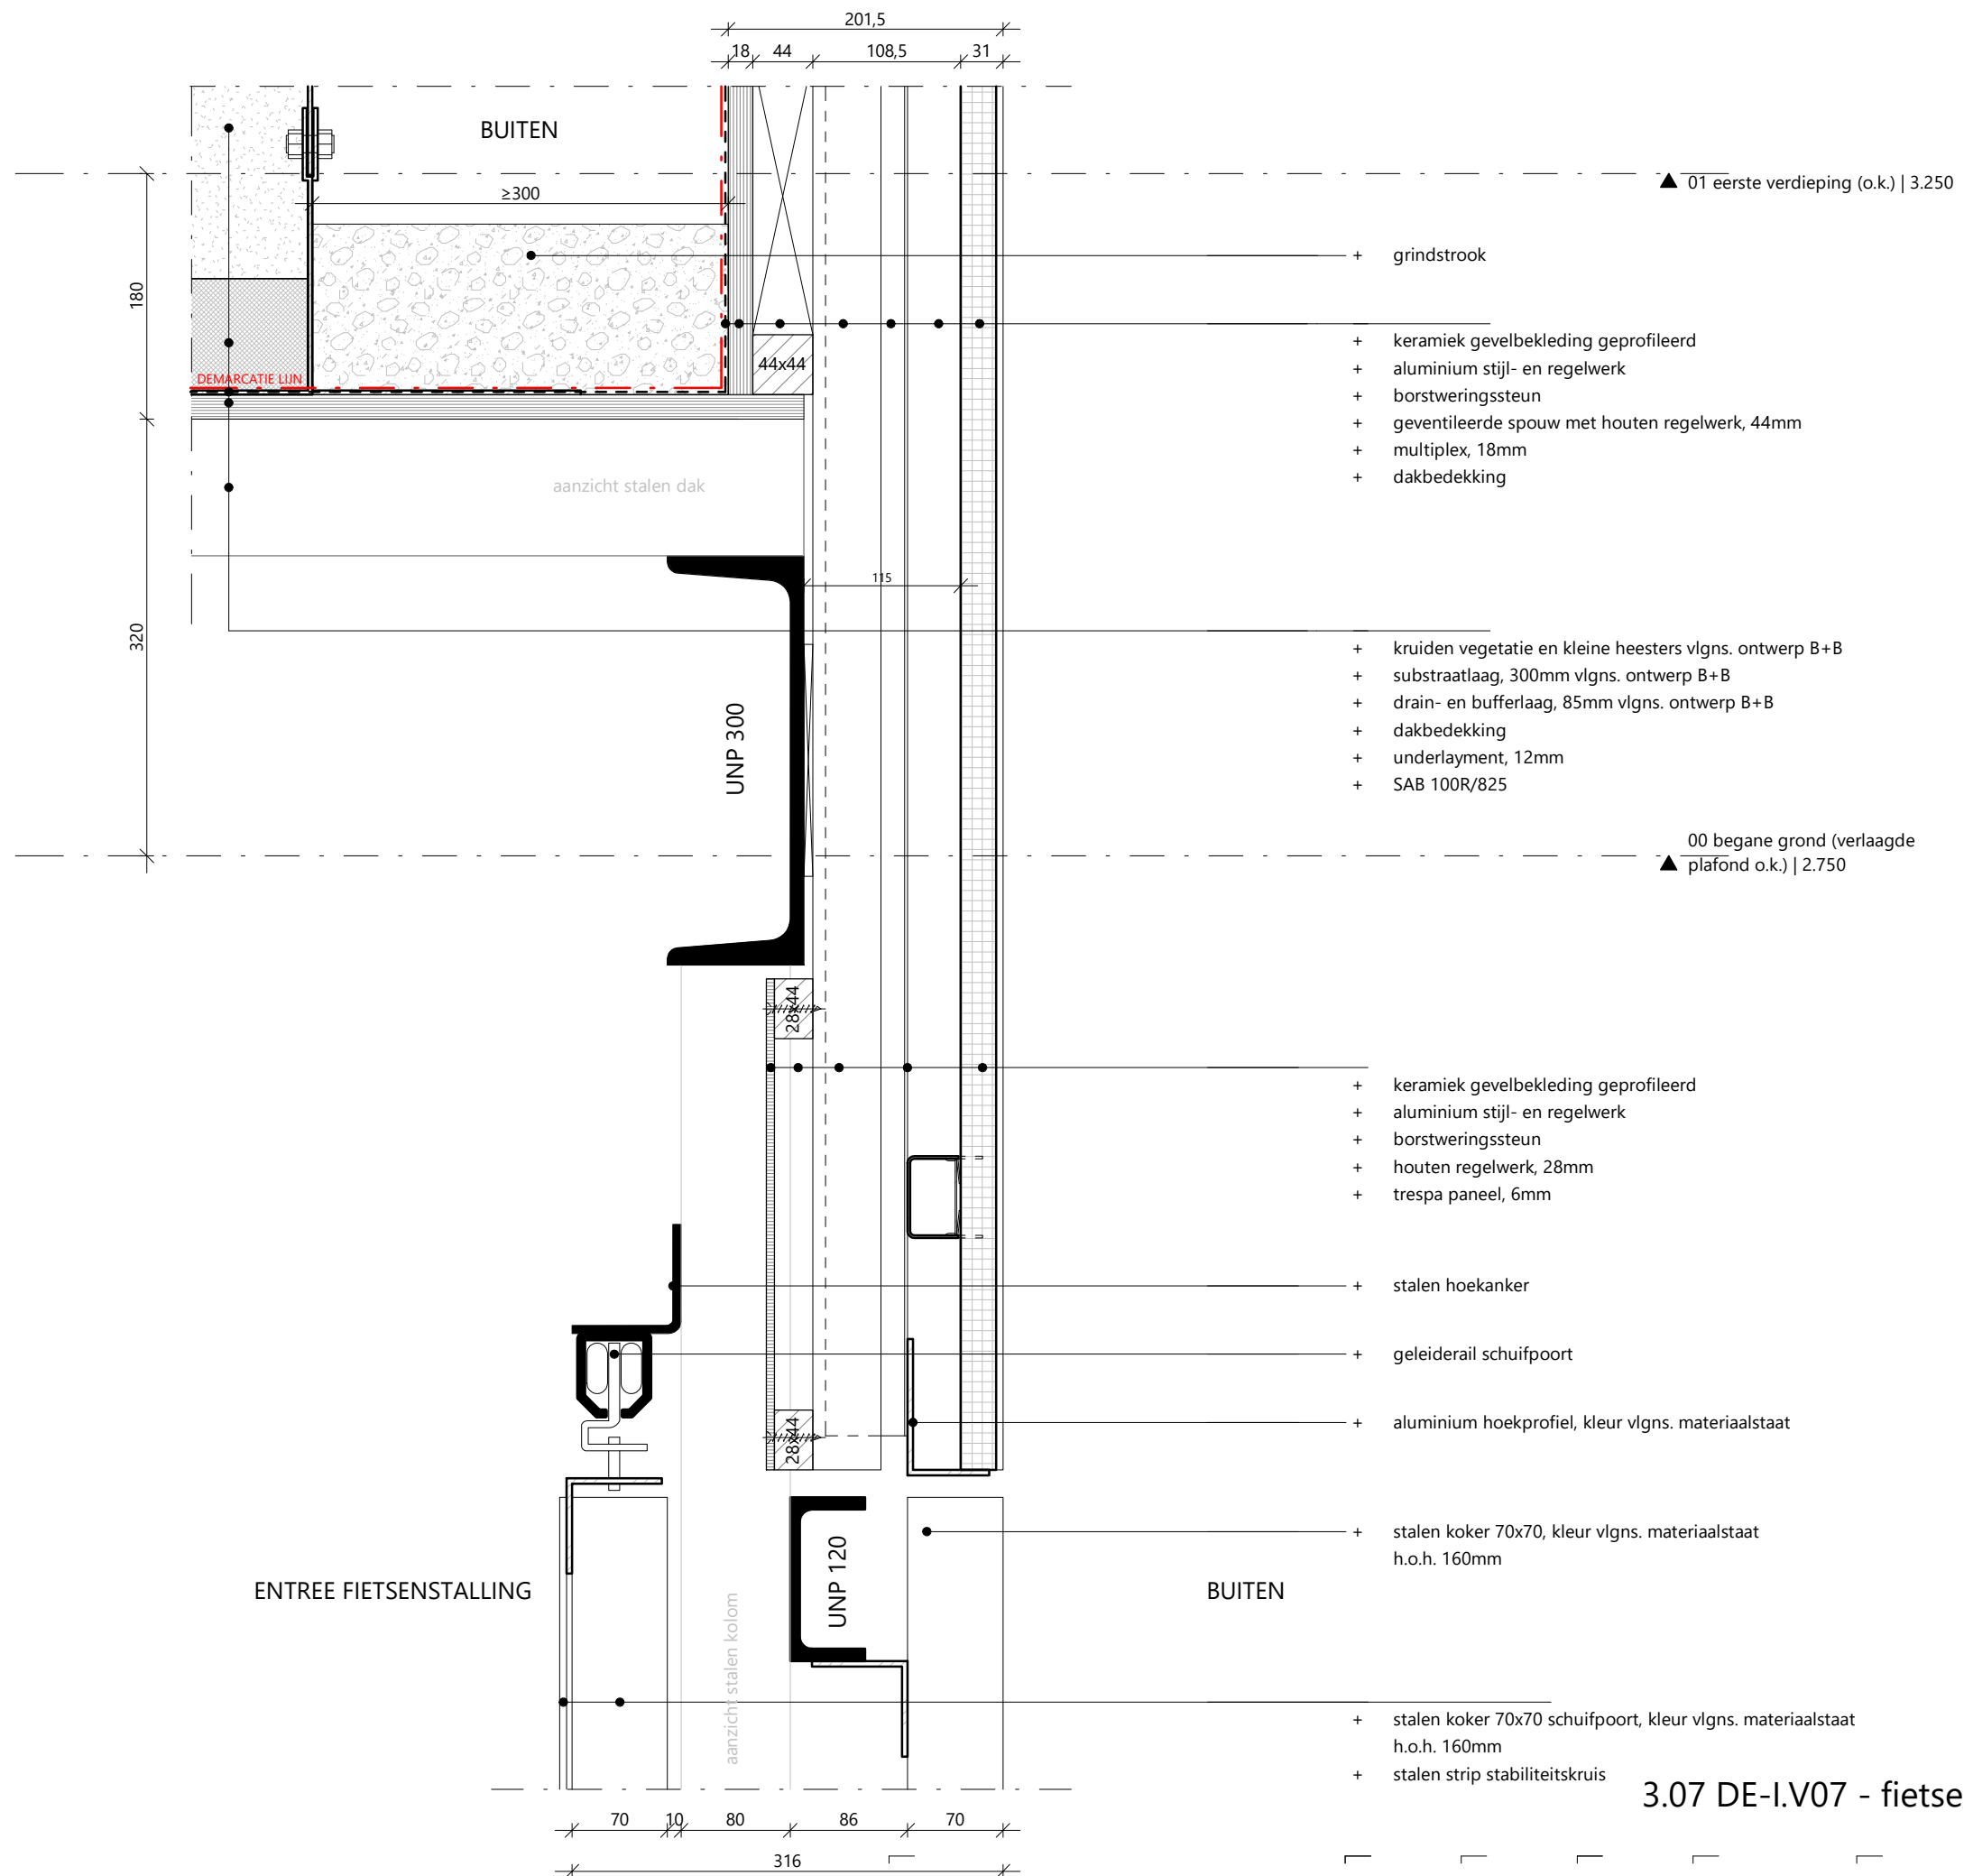 201,5
18 44 108,5 31
BUITEN
▲ 01 eerste verdieping (o.k.) | 3.250
≥300
+ grindstrook
180
+ keramiek gevelbekleding geprofileerd
44x44
+ aluminium stijl- en regelwerk
DEMARCATIE LIJN
+ borstweringssteun
+ geventileerde spouw met houten regelwerk, 44mm
+ multiplex, 18mm
+ dakbedekking
aanzicht stalen dak
115
320
+ kruiden vegetatie en kleine heesters vlgns. ontwerp B+B
+ substraatlaag, 300mm vlgns. ontwerp B+B
+ drain- en bufferlaag, 85mm vlgns. ontwerp B+B
+ dakbedekking
+ underlayment, 12mm
+ SAB 100R/825
UNP 300
00 begane grond (verlaagde
▲ plafond o.k.) | 2.750
28x44
+ keramiek gevelbekleding geprofileerd
+ aluminium stijl- en regelwerk
+ borstweringssteun
+ houten regelwerk, 28mm
+ trespa paneel, 6mm
+ stalen hoekanker
+ geleiderail schuifpoort
+ aluminium hoekprofiel, kleur vlgns. materiaalstaat
28x44
+ stalen koker 70x70, kleur vlgns. materiaalstaat
h.o.h. 160mm
UNP 120
ENTREE FIETSENSTALLING
BUITEN
aanzicht stalen kolom
+ stalen koker 70x70 schuifpoort, kleur vlgns. materiaalstaat
h.o.h. 160mm
+ stalen strip stabiliteitskruis
3.07 DE-I.V07 - fietse
70 10 80 86 70
316